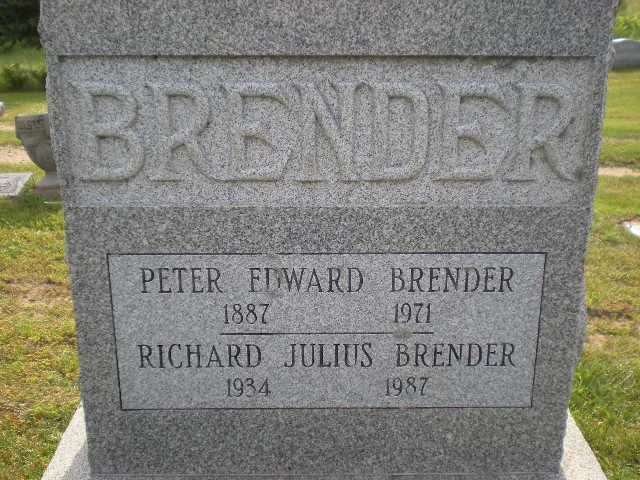 BRENDER
PETER EDWARD BRENDER
1887 1971
RICHARD JULIUS BRENDER
1934 1987